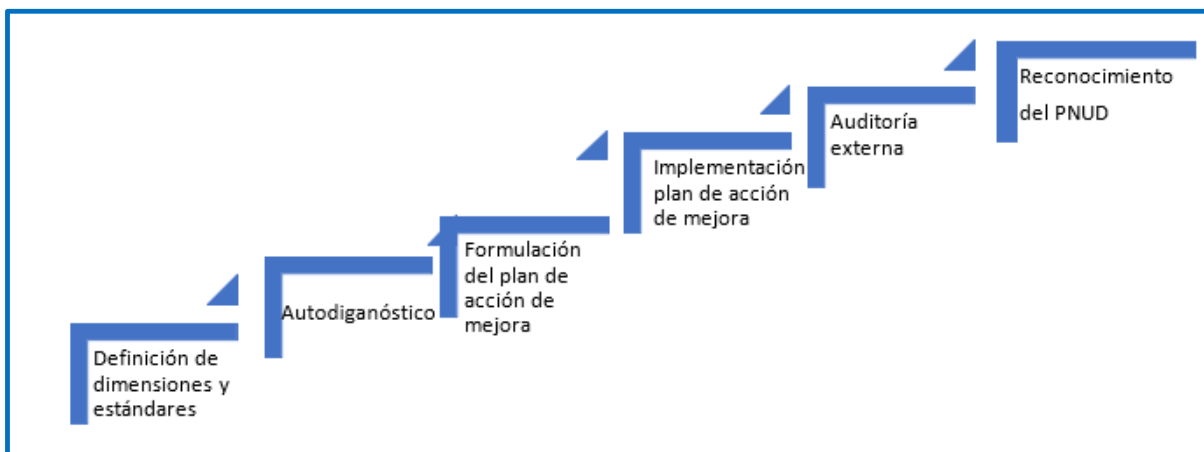 Definición de
dimensiones y
estándares
Autodiganóstico
Formulación
del plan de
acción de
mejora
Implementación
plan de acción
de mejora
Auditoría
externa
Reconocimiento
del PNUD